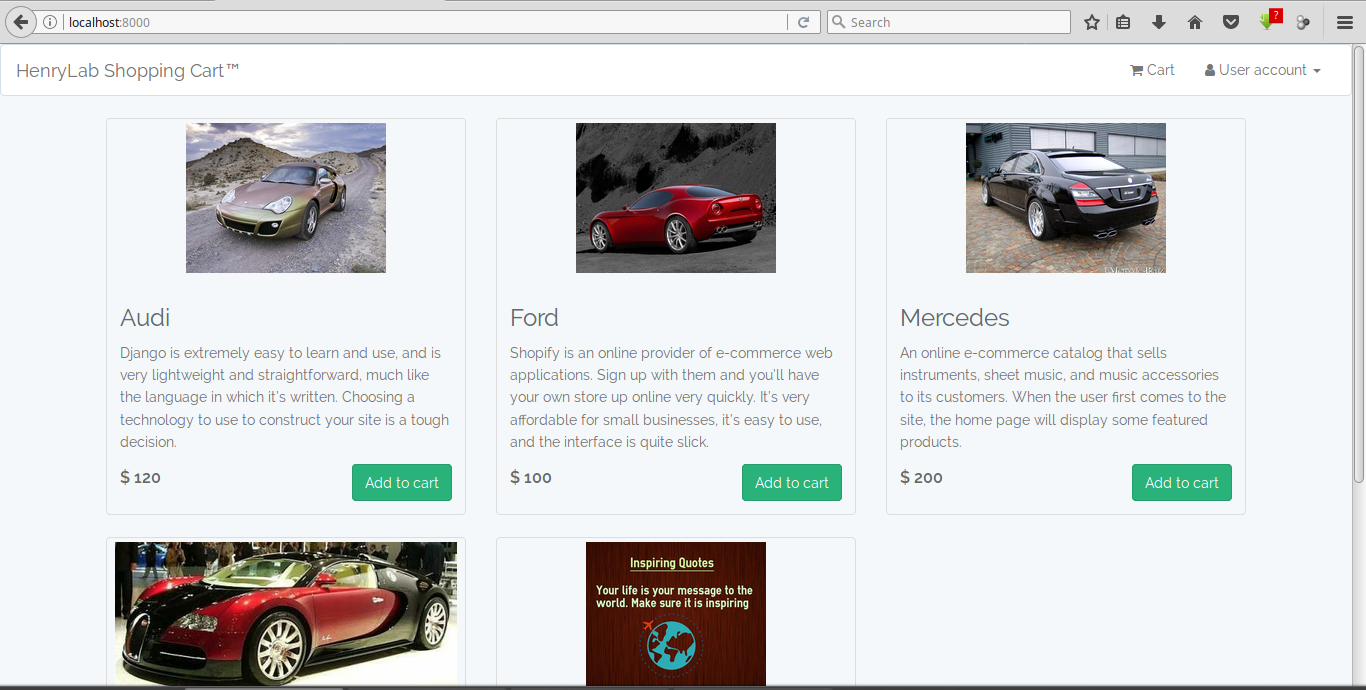 localhost:8000
Search
?
HenryLab Shopping Cart™
Cart
User account
Audi
Django is extremely easy to learn and use, and is
very lightweight and straightforward, much like
the language in which it's written. Choosing a
technology to use to construct your site is a tough
decision.
$ 120
Add to cart
Ford
Shopify is an online provider of e-commerce web
applications. Sign up with them and you'll have
your own store up online very quickly. It's very
affordable for small businesses, it's easy to use,
and the interface is quite slick.
$ 100
Add to cart
Mercedes
An online e-commerce catalog that sells
instruments, sheet music, and music accessories
to its customers. When the user first comes to the
site, the home page will display some featured
products.
$ 200
Add to cart
Inspiring Quotes
Your life is your message to the
world. Make sure it is inspiring